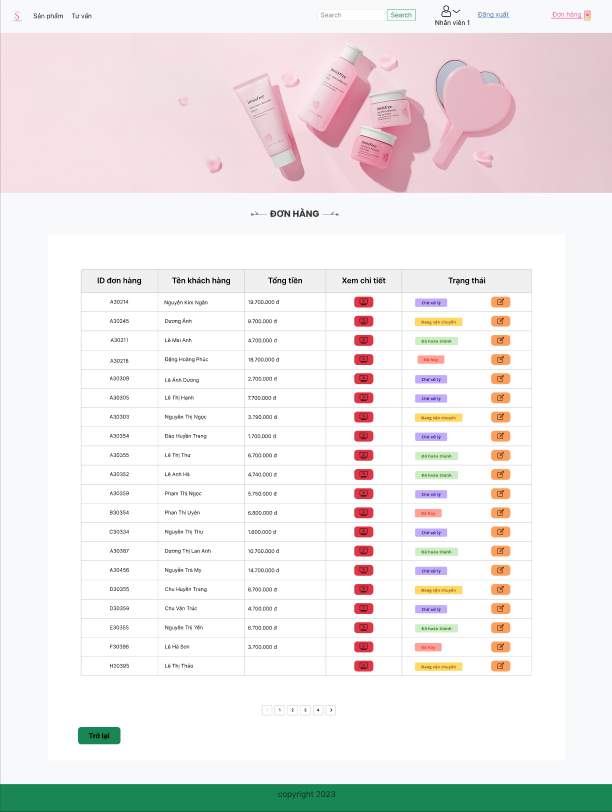 S Sản phẩm Tư vấn Search Search Nhân viên 1 Đăng xuất Đơn hàng
innisfree innisfree innisfree innisfree
ĐƠN HÀNG
ID đơn hàng Tên khách hàng Tổng tiền Xem chi tiết Trạng thái
A30214 Nguyễn Kim Ngân 19.700.000 đ Chờ xử lý
A30245 Dương Ánh 9.700.000 đ Đang vận chuyển
A30211 Lê Mai Anh 4.700.000 đ Đã hoàn thành
A30218 Đặng Hoàng Phúc 18.700.000 đ Đã hủy
A30309 Lê Ánh Dương 2.700.000 đ Chờ xử lý
A30305 Lê Thị Hạnh 7.700.000 đ Chờ xử lý
A30303 Nguyễn Thị Ngọc 3.790.000 đ Đang vận chuyển
A30354 Đào Huyền Trang 1.700.000 đ Chờ xử lý
A30355 Lê Thị Thư 6.700.000 đ Đã hoàn thành
A30352 Lê Anh Hà 4.740.000 đ Đã hoàn thành
A30359 Phạm Thị Ngọc 5.750.000 đ Chờ xử lý
B30354 Phan Thị Uyên 6.800.000 đ Đã hủy
C30334 Nguyễn Thị Thư 1.600.000 đ Chờ xử lý
A30367 Dương Thị Lan Anh 10.700.000 đ Đã hoàn thành
A30456 Nguyễn Trà My 14.700.000 đ Chờ xử lý
D30355 Chu Huyền Trang 9.700.000 đ Đang vận chuyển
D30359 Chu Văn Trác 4.700.000 đ Chờ xử lý
E30355 Nguyễn Thị Yến 6.700.000 đ Đã hoàn thành
F30398 Lê Hà Sơn 3.700.000 đ Đã hủy
H30395 Lê Thị Thảo Đang vận chuyển
< 1 2 3 4 >
Trở lại
copyright 2023